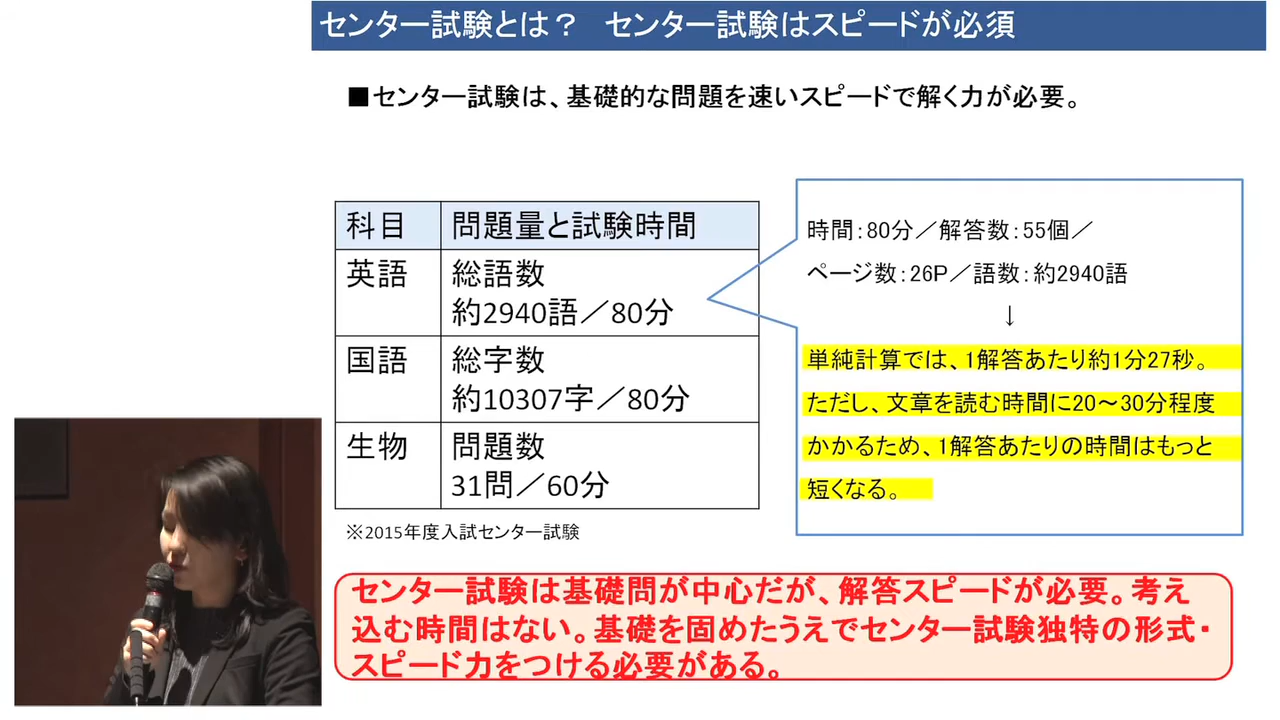 センター試験とは？　センター試験はスピードが必須
■センター試験は、基礎的な問題を速いスピードで解く力が必要。
科目 問題量と試験時間
英語 総語数
約2940語／80分
国語 総字数
約10307字／80分
生物 問題数
31問／60分
※2015年度入試センター試験
時間：80分／解答数：55個／
ページ数：26P／語数：約2940語
↓
単純計算では、1解答あたり約1分27秒。
ただし、文章を読む時間に20～30分程度
かかるため、1解答あたりの時間はもっと
短くなる。
センター試験は基礎問が中心だが、解答スピードが必要。考え
込む時間はない。基礎を固めたうえでセンター試験独特の形式・
スピード力をつける必要がある。